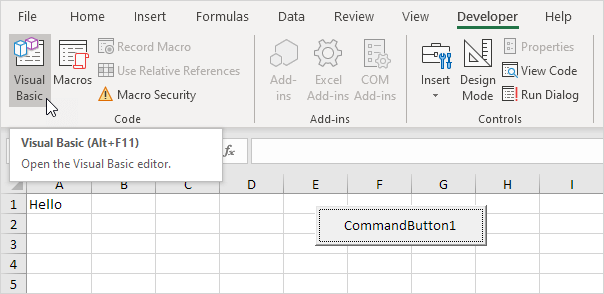 File Home Insert Formulas Data Review View Developer Help
Visual Basic
Macros
Record Macro
Use Relative References
Macro Security
Code
Add-ins
Excel Add-ins
COM Add-ins
Add-ins
Insert
Design Mode
Properties
View Code
Run Dialog
Controls
Visual Basic (Alt+F11)
Open the Visual Basic editor.
fx
A B C D E F G H I
1 Hello
2 CommandButton1
3
4
5